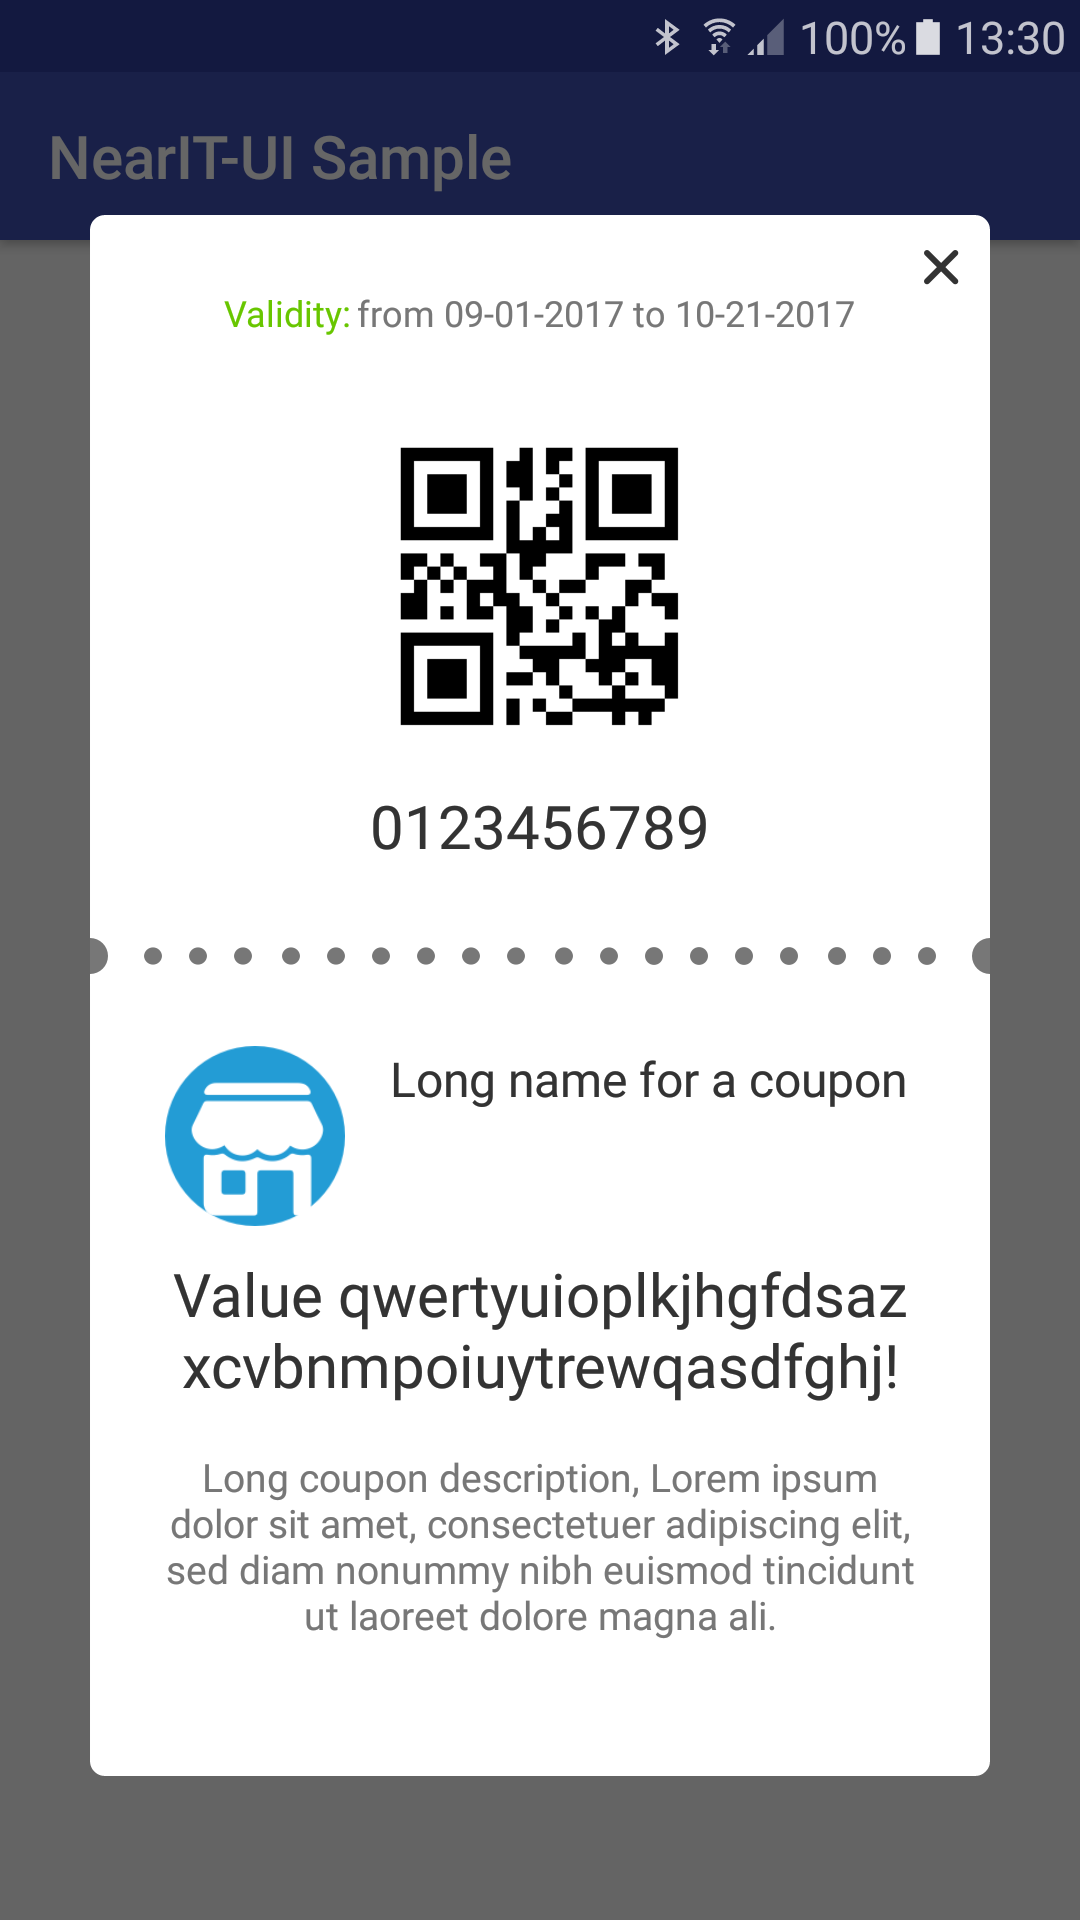 100% 13:30
NearIT-UI Sample
Validity: from 09-01-2017 to 10-21-2017
0123456789
Long name for a coupon
Value qwertyuioplkjhgfdsaz
xcvbnmpoiuytrewqasdfghj!
Long coupon description, Lorem ipsum
dolor sit amet, consectetuer adipiscing elit,
sed diam nonummy nibh euismod tincidunt
ut laoreet dolore magna ali.